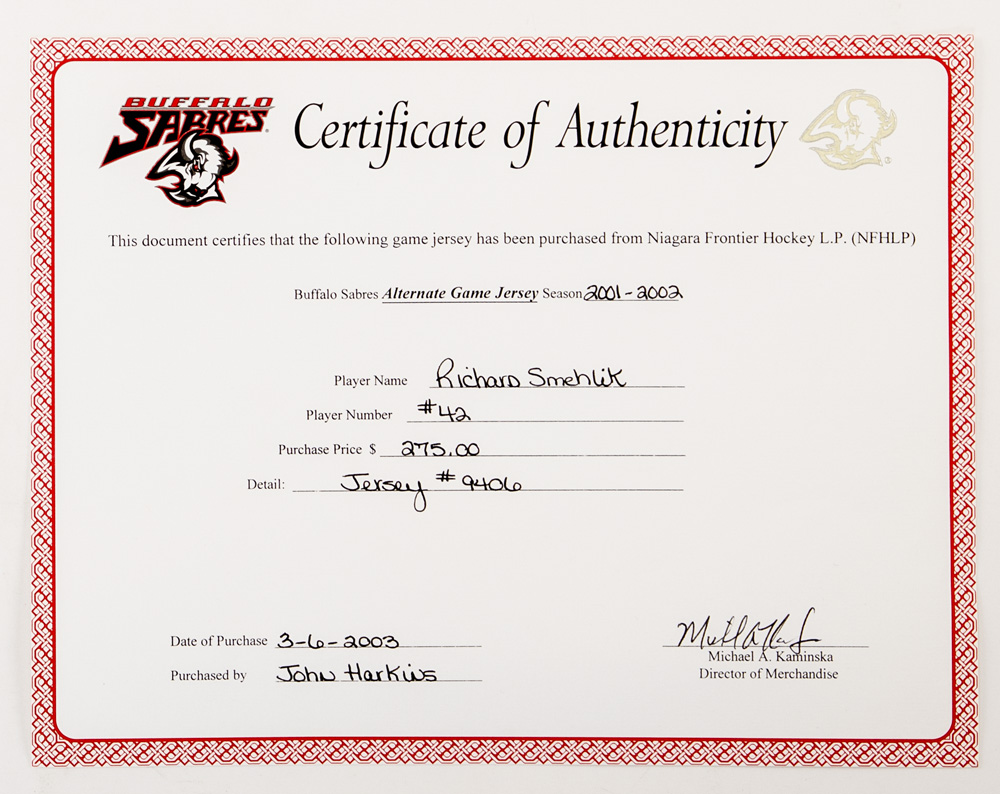 BUFFALO
SABRES
Certificate of Authenticity
This document certifies that the following game jersey has been purchased from Niagara Frontier Hockey L.P. (NFHLP)
Buffalo Sabres Alternate Game Jersey Season 2001-2002
Player Name Richard Smehlik
Player Number #42
Purchase Price $ 275.00
Detail: Jersey # 9406
Date of Purchase 3-6-2003
Purchased by John Harkins
Michael A. Kaminska
Director of Merchandise